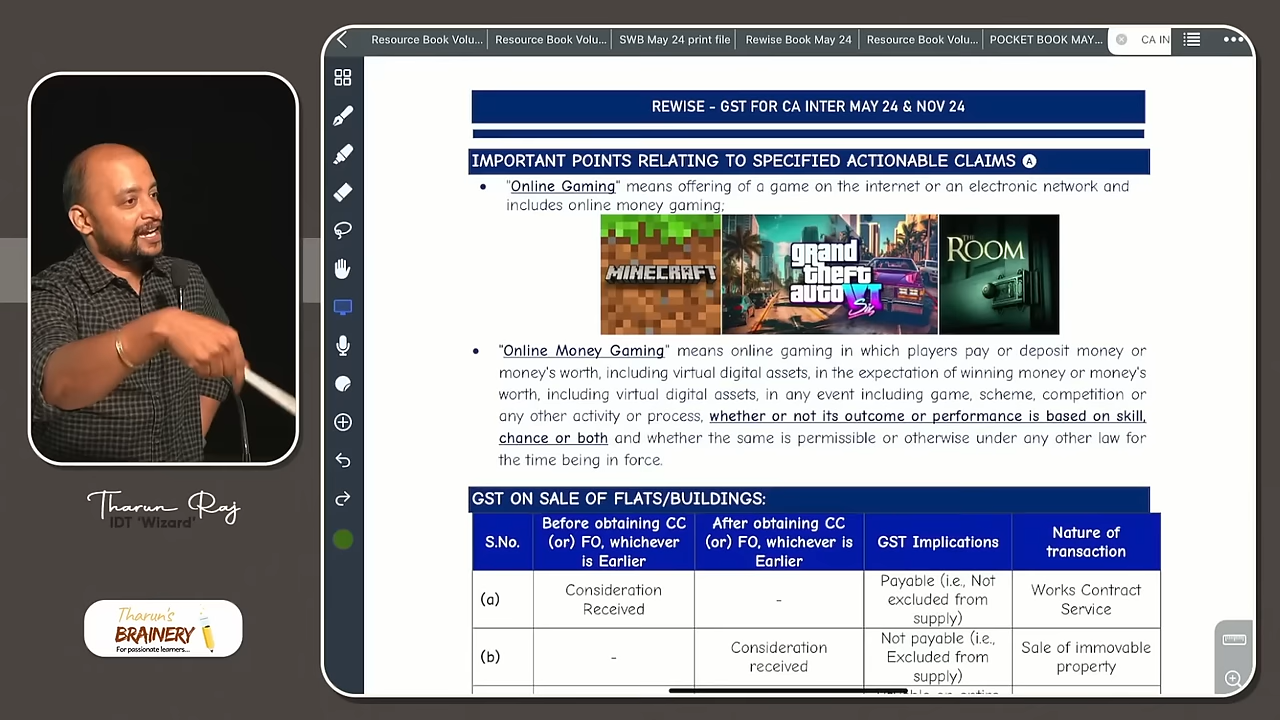 Resource Book Volu...
Resource Book Volu...
SWB May 24 print file
Rewise Book May 24
Resource Book Volu...
POCKET BOOK MAY...
CA IN
REWISE - GST FOR CA INTER MAY 24 & NOV 24
IMPORTANT POINTS RELATING TO SPECIFIED ACTIONABLE CLAIMS A
• "Online Gaming" means offering of a game on the internet or an electronic network and
includes online money gaming;
MINECRAFT
grand
theft
auto
VI
Six
THE
ROOM
• "Online Money Gaming" means online gaming in which players pay or deposit money or
money's worth, including virtual digital assets, in the expectation of winning money or money's
worth, including virtual digital assets, in any event including game, scheme, competition or
any other activity or process, whether or not its outcome or performance is based on skill,
chance or both and whether the same is permissible or otherwise under any other law for
the time being in force.
GST ON SALE OF FLATS/BUILDINGS:
S.No.
Before obtaining CC
(or) FO, whichever
is Earlier
After obtaining CC
(or) FO, whichever is
Earlier
GST Implications
Nature of
transaction
(a)
Consideration
Received
-
Payable (i.e., Not
excluded from
supply)
Works Contract
Service
(b)
-
Consideration
received
Not payable (i.e.,
Excluded from
supply)
Sale of immovable
property
Tharun Raj
IDT 'Wizard'
Tharun's
BRAINERY
For passionate learners...